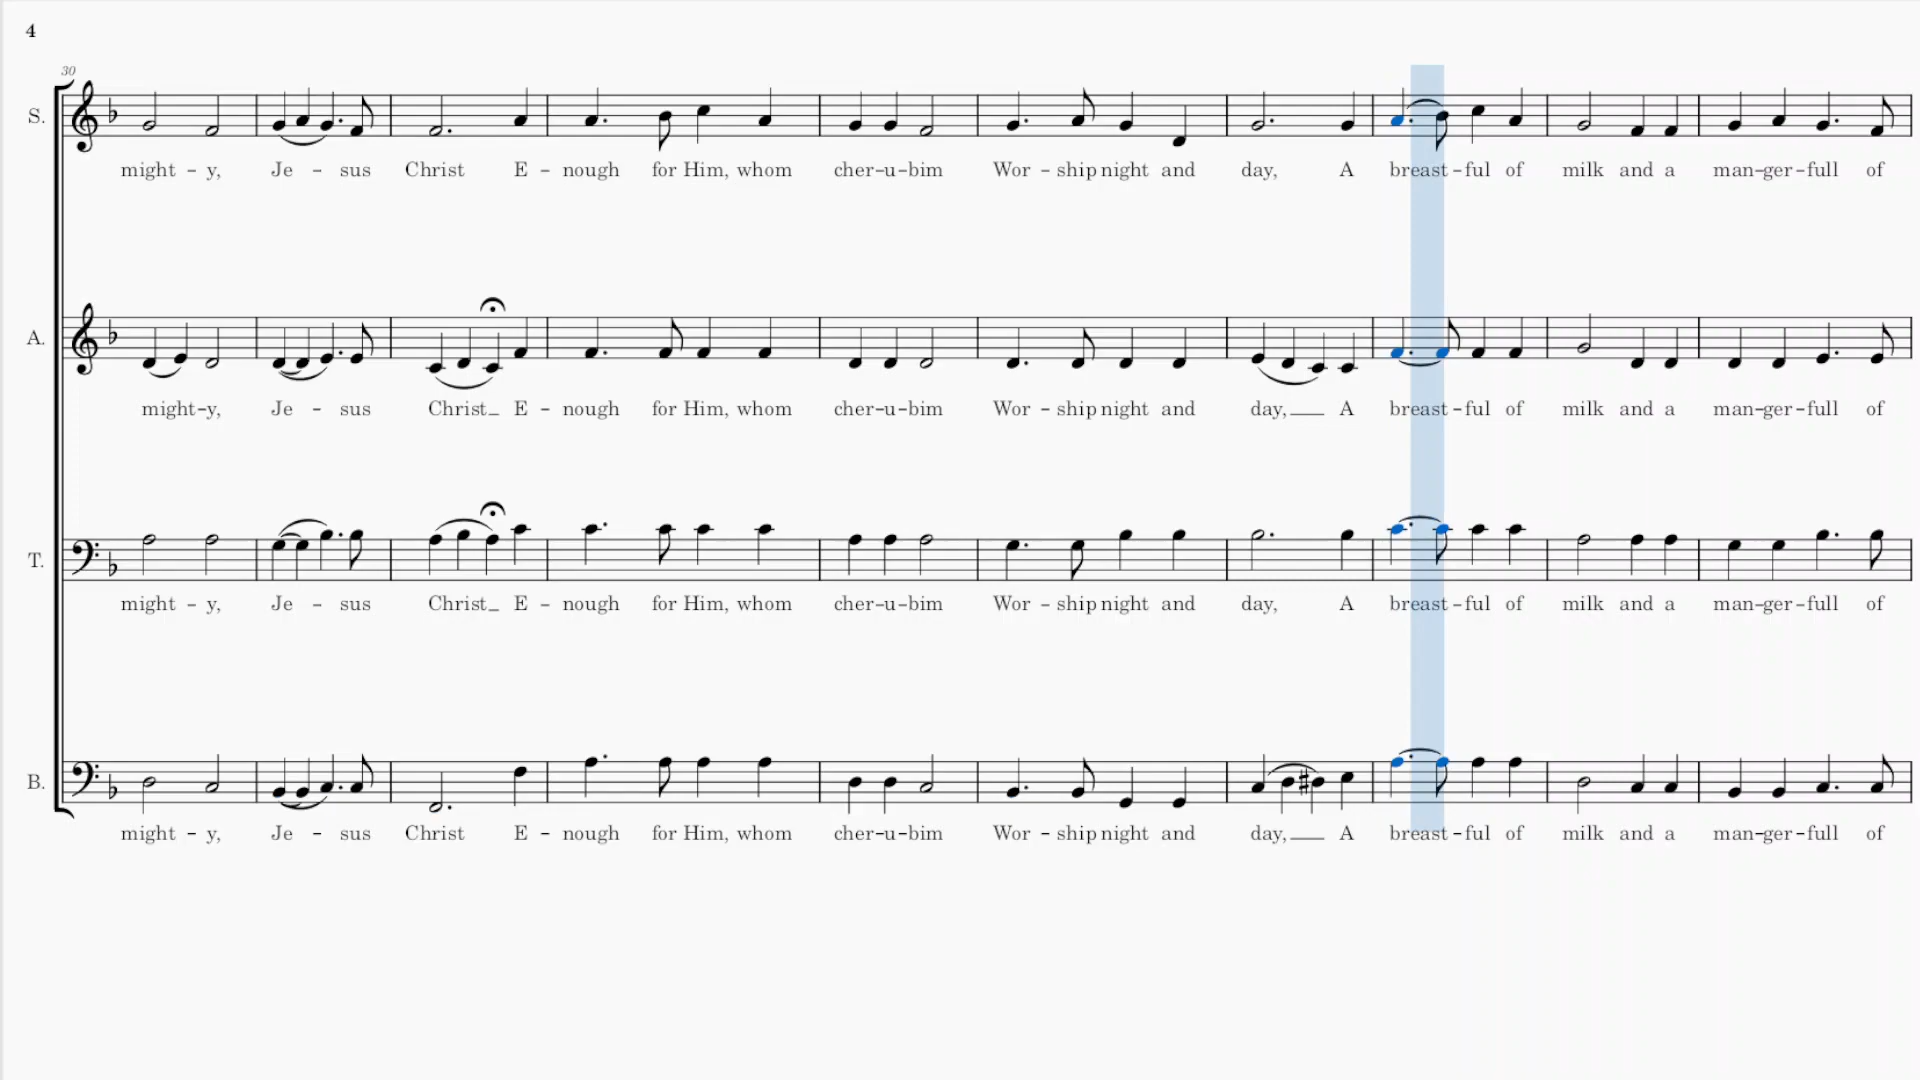 4
30
S.
might - y, Je - sus Christ E - nough for Him, whom cher-u-bim Wor - ship night and day, A breast-ful of milk and a man-ger-full of
A.
might-y, Je - sus Christ_ E - nough for Him, whom cher-u-bim Wor - ship night and day,__ A breast-ful of milk and a man-ger-full of
T.
might - y, Je - sus Christ_ E - nough for Him, whom cher-u-bim Wor - ship night and day, A breast-ful of milk and a man-ger-full of
B.
might - y, Je - sus Christ E - nough for Him, whom cher-u-bim Wor - ship night and day,__ A breast-ful of milk and a man-ger-full of